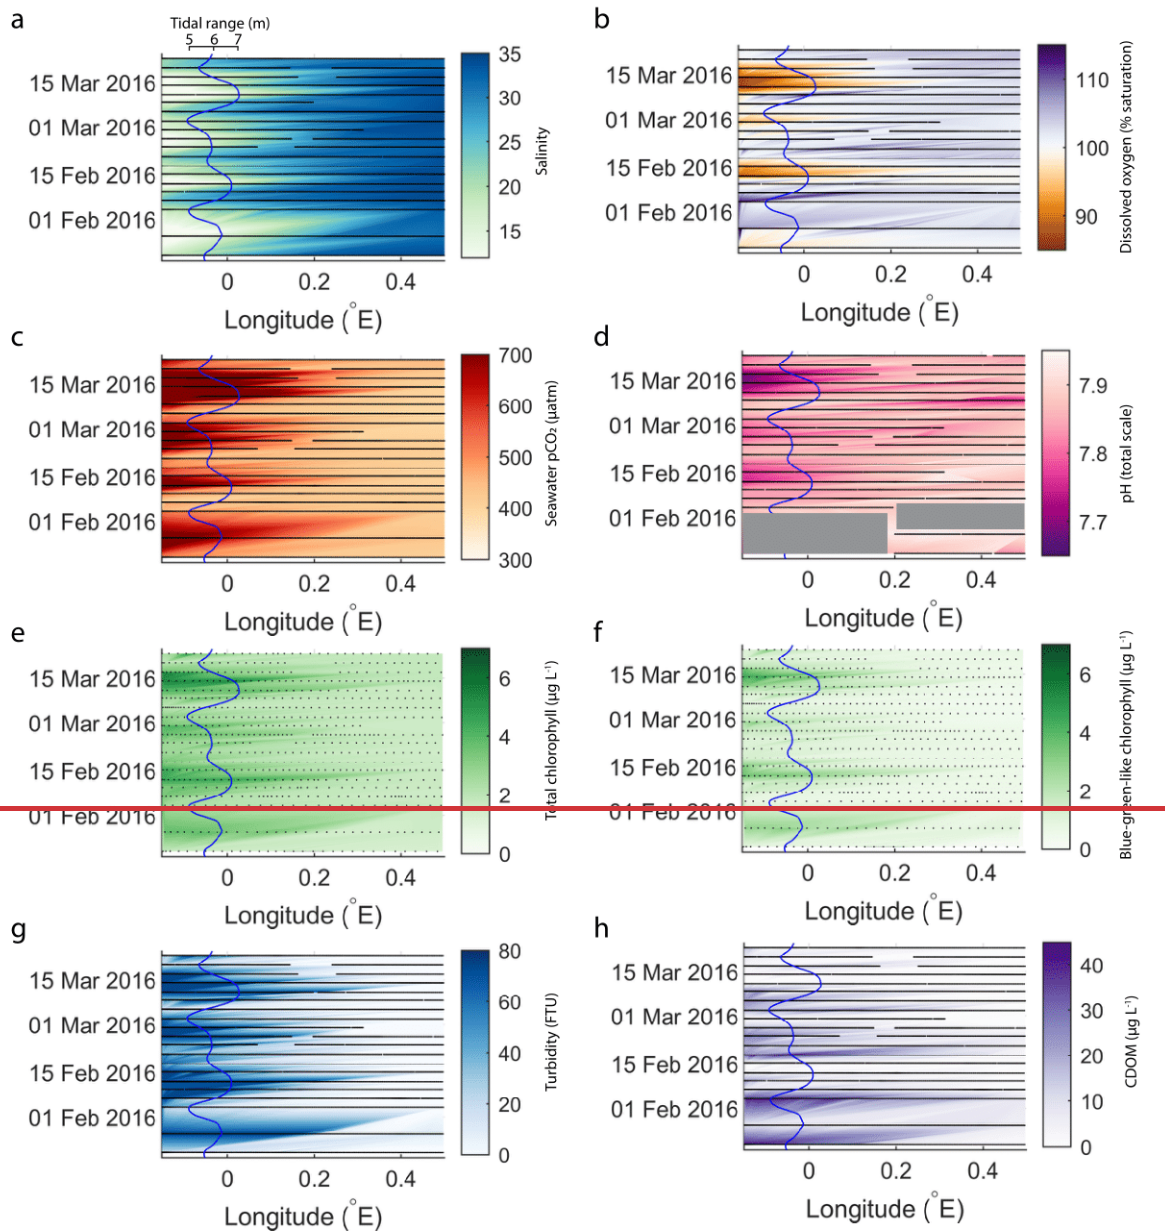 a
Tidal range (m)
5 6 7
15 Mar 2016
01 Mar 2016
15 Feb 2016
01 Feb 2016
0 0.2 0.4
Longitude (°E)
35
30
25
20
15
Salinity
b
15 Mar 2016
01 Mar 2016
15 Feb 2016
01 Feb 2016
0 0.2 0.4
Longitude (°E)
110
100
90
Dissolved oxygen (% saturation)
c
15 Mar 2016
01 Mar 2016
15 Feb 2016
01 Feb 2016
0 0.2 0.4
Longitude (°E)
700
600
500
400
300
Seawater pCO₂ (µatm)
d
15 Mar 2016
01 Mar 2016
15 Feb 2016
01 Feb 2016
0 0.2 0.4
Longitude (°E)
7.9
7.8
7.7
pH (total scale)
e
15 Mar 2016
01 Mar 2016
15 Feb 2016
01 Feb 2016
0 0.2 0.4
Longitude (°E)
6
4
2
0
Total chlorophyll (µg L⁻¹)
f
15 Mar 2016
01 Mar 2016
15 Feb 2016
01 Feb 2016
0 0.2 0.4
Longitude (°E)
6
4
2
0
Blue-green-like chlorophyll (µg L⁻¹)
g
15 Mar 2016
01 Mar 2016
15 Feb 2016
01 Feb 2016
0 0.2 0.4
Longitude (°E)
80
60
40
20
0
Turbidity (FTU)
h
15 Mar 2016
01 Mar 2016
15 Feb 2016
01 Feb 2016
0 0.2 0.4
Longitude (°E)
40
30
20
10
0
CDOM (µg L⁻¹)